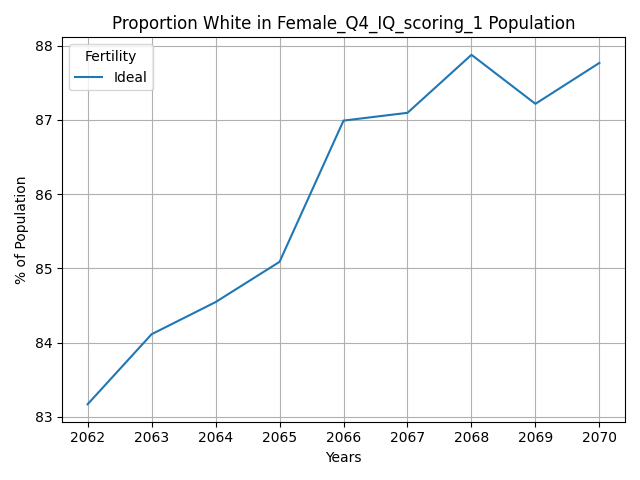 Proportion White in Female_Q4_IQ_scoring_1 Population
Fertility
Ideal
88
87
86
85
84
83
% of Population
2062 2063 2064 2065 2066 2067 2068 2069 2070
Years